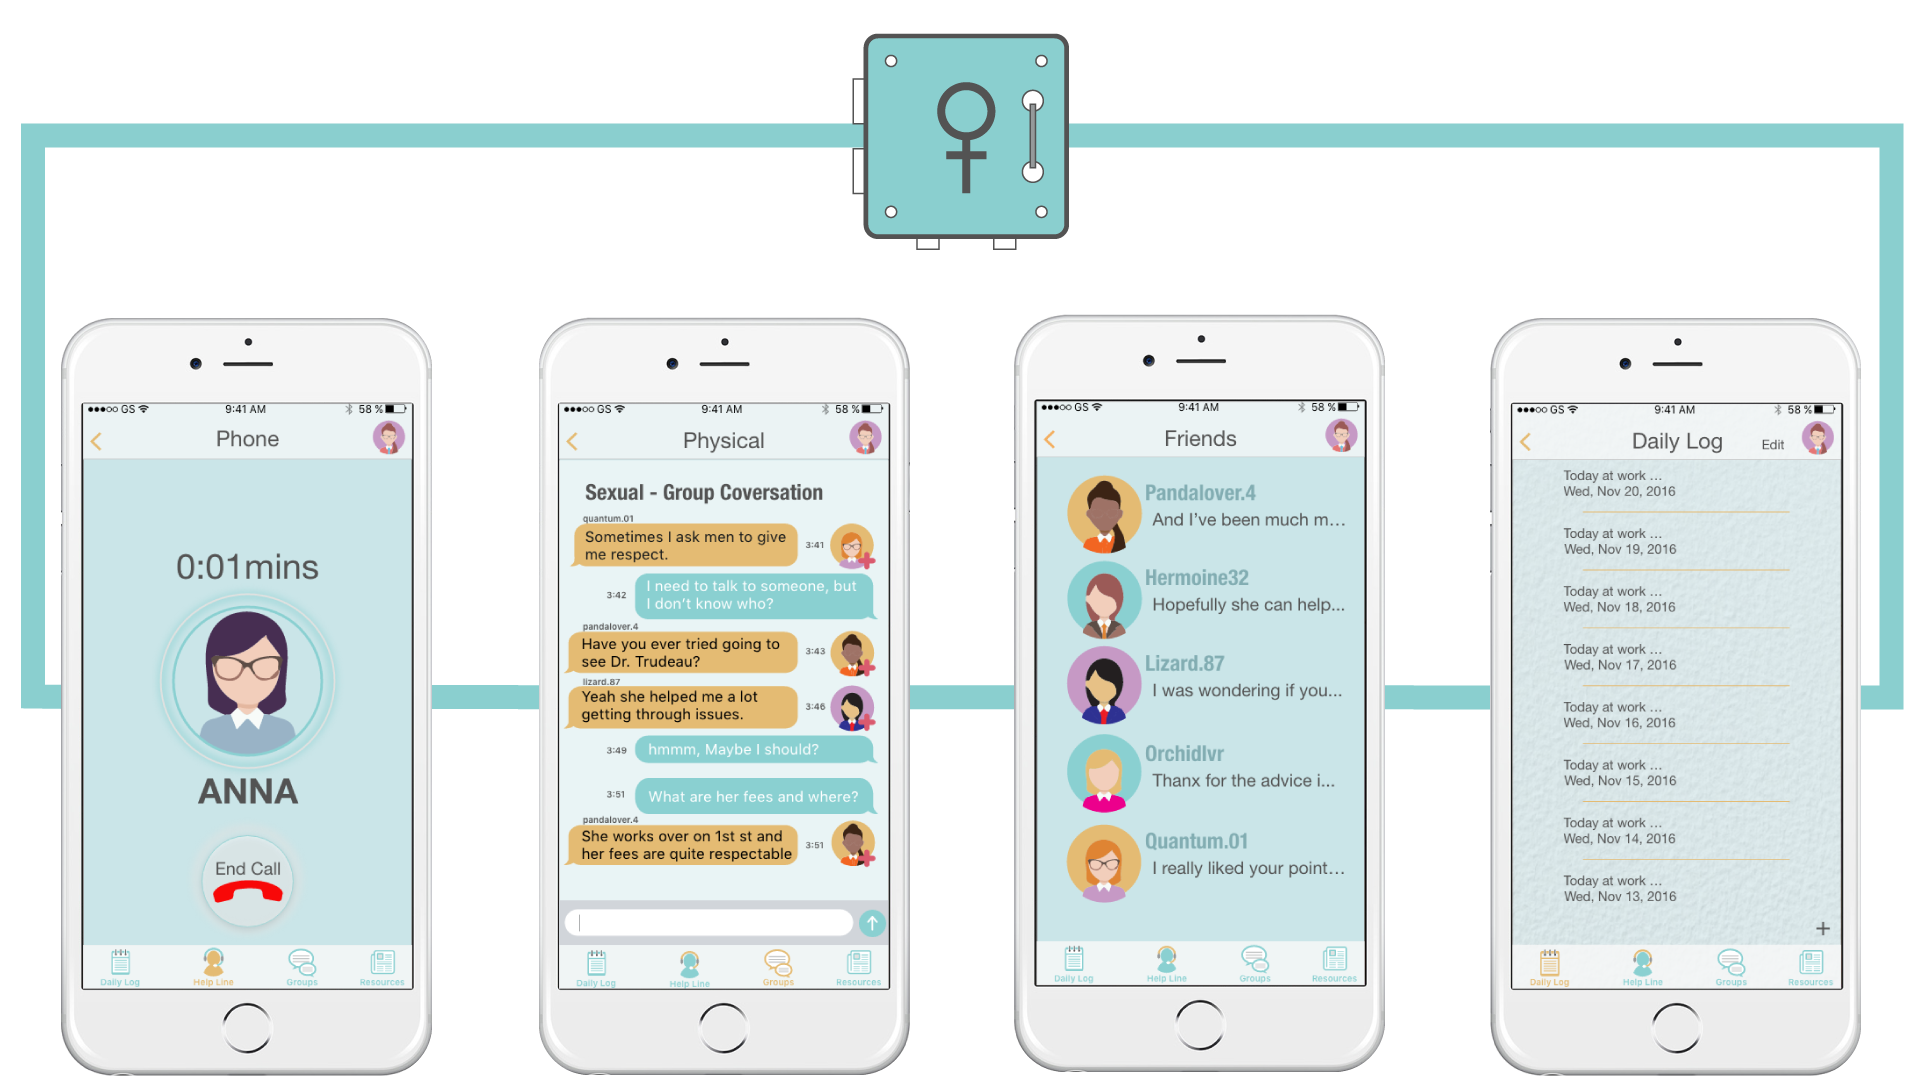 GS 9:41 AM 58 %
Phone
0:01mins
ANNA
End Call
Daily Log Help Line Groups Resources
GS 9:41 AM 58 %
Physical
Sexual - Group Coversation
quantum.01
Sometimes I ask men to give
me respect.
3:41
I need to talk to someone, but
I don't know who?
3:42
pandalover.4
Have you ever tried going to
see Dr. Trudeau?
3:43
lizard.87
Yeah she helped me a lot
getting through issues.
3:46
3:49 hmmm, Maybe I should?
3:51 What are her fees and where?
pandalover.4
She works over on 1st st and
her fees are quite respectable
3:51
Daily Log Help Line Groups Resources
GS 9:41 AM 58 %
Friends
Pandalover.4
And I've been much m...
Hermoine32
Hopefully she can help...
Lizard.87
I was wondering if you...
Orchidlvr
Thanx for the advice i...
Quantum.01
I really liked your point...
Daily Log Help Line Groups Resources
GS 9:41 AM 58 %
Daily Log Edit
Today at work ...
Wed, Nov 20, 2016
Today at work ...
Wed, Nov 19, 2016
Today at work ...
Wed, Nov 18, 2016
Today at work ...
Wed, Nov 17, 2016
Today at work ...
Wed, Nov 16, 2016
Today at work ...
Wed, Nov 15, 2016
Today at work ...
Wed, Nov 14, 2016
Today at work ...
Wed, Nov 13, 2016
+
Daily Log Help Line Groups Resources